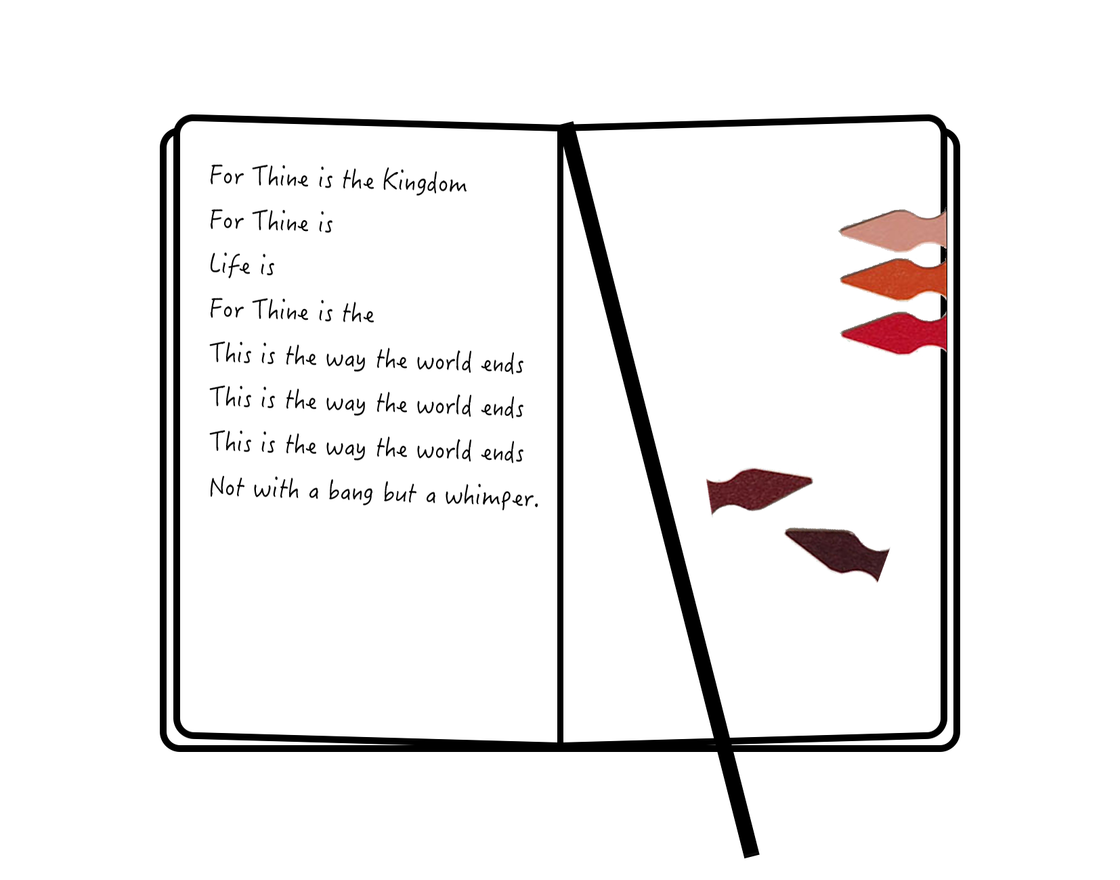 For Thine is the Kingdom
For Thine is
Life is
For Thine is the
This is the way the world ends
This is the way the world ends
This is the way the world ends
Not with a bang but a whimper.